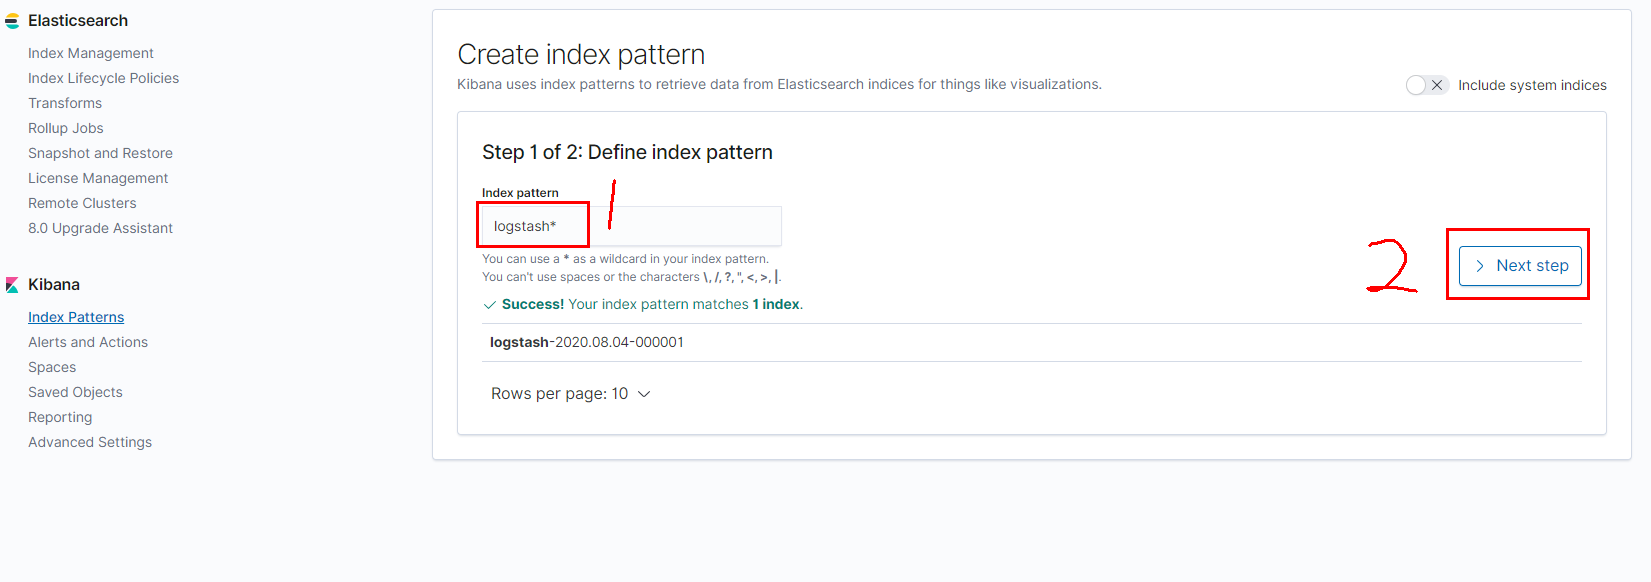 Elasticsearch
Index Management
Index Lifecycle Policies
Transforms
Rollup Jobs
Snapshot and Restore
License Management
Remote Clusters
8.0 Upgrade Assistant
Kibana
Index Patterns
Alerts and Actions
Spaces
Saved Objects
Reporting
Advanced Settings
Create index pattern
Kibana uses index patterns to retrieve data from Elasticsearch indices for things like visualizations.
Include system indices
Step 1 of 2: Define index pattern
Index pattern
1
logstash*
You can use a * as a wildcard in your index pattern.
You can't use spaces or the characters \, /, ?, ", <, >, |.
2
Next step
Success! Your index pattern matches 1 index.
logstash-2020.08.04-000001
Rows per page: 10